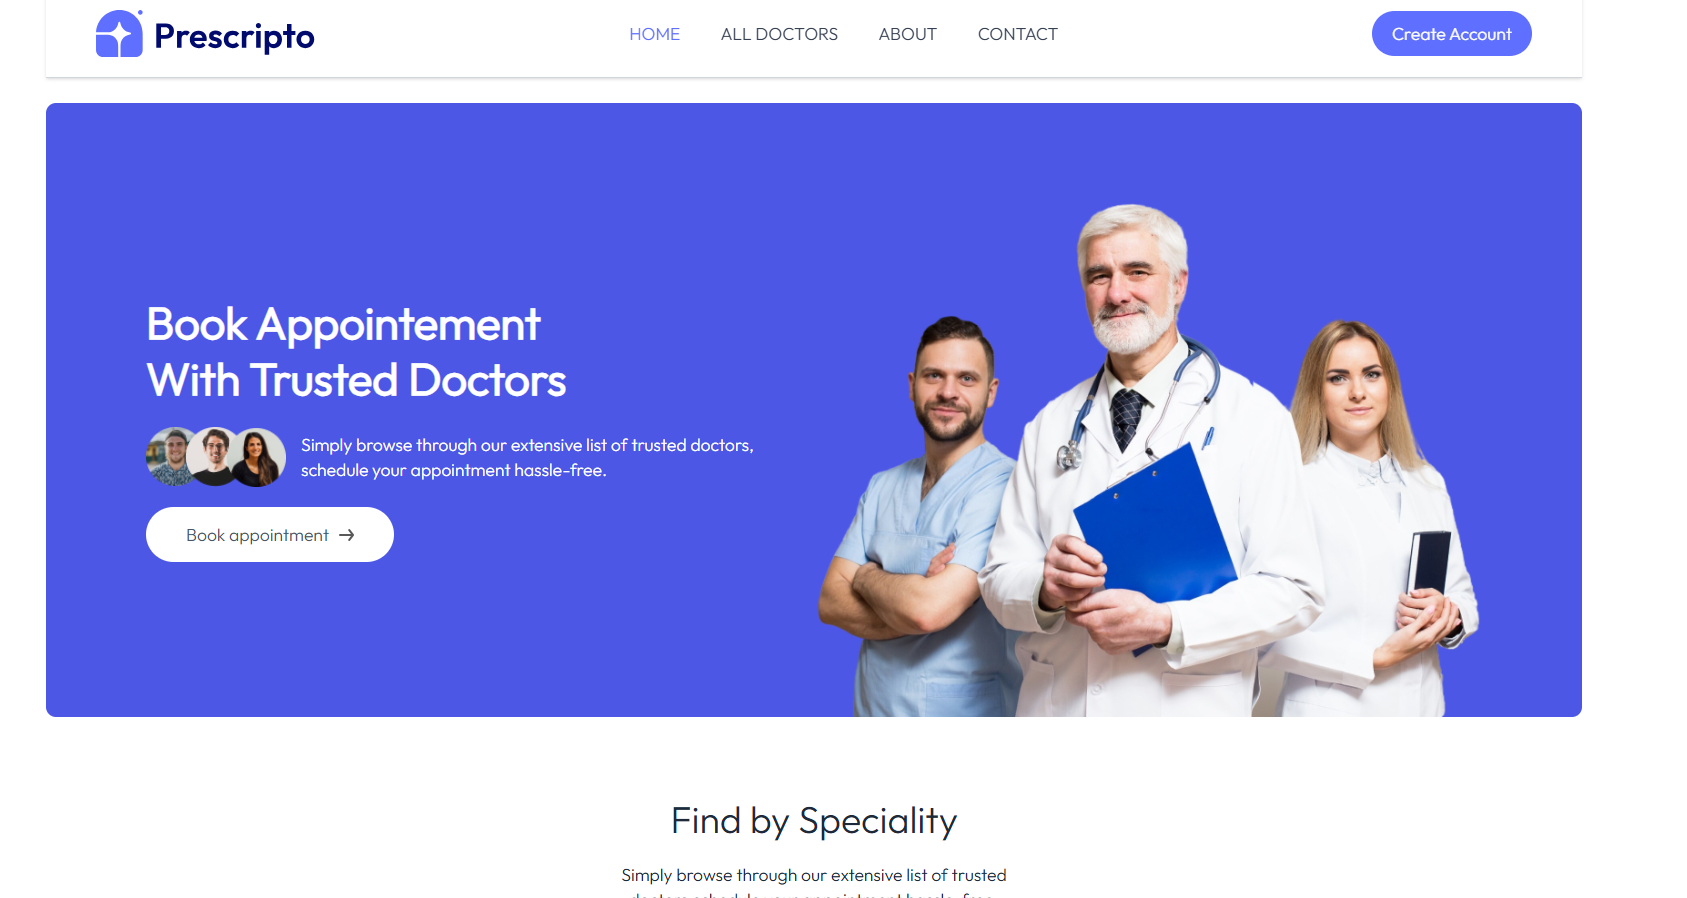 Prescripto
HOME
ALL DOCTORS
ABOUT
CONTACT
Create Account
Book Appointement
With Trusted Doctors
Simply browse through our extensive list of trusted doctors,
schedule your appointment hassle-free.
Book appointment →
Find by Speciality
Simply browse through our extensive list of trusted